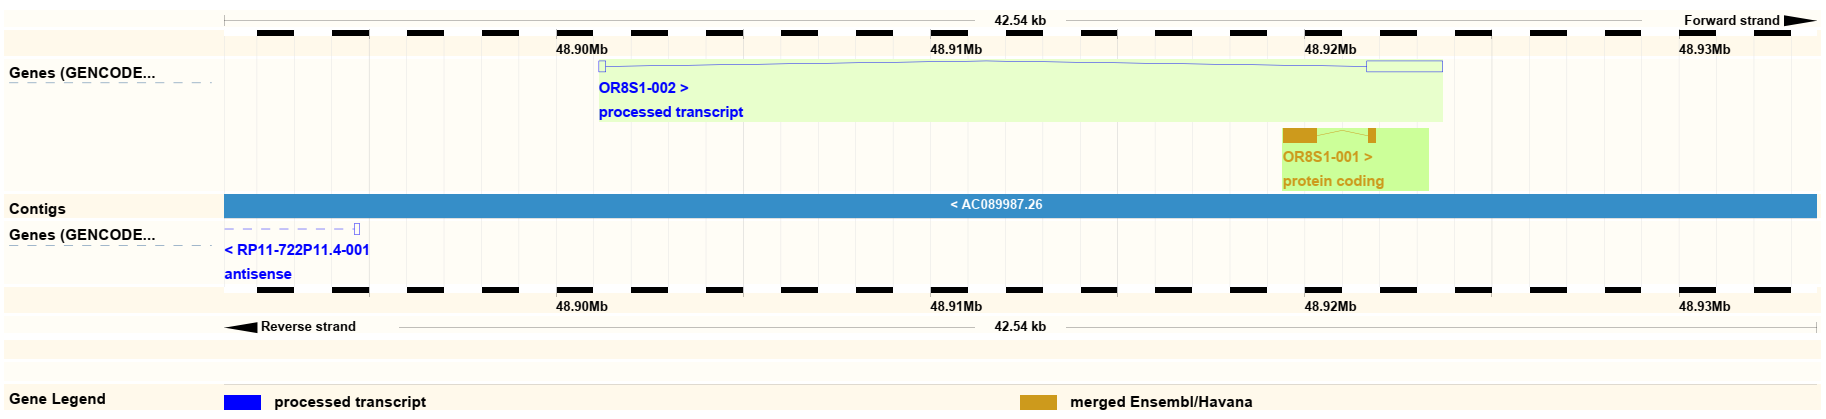 42.54 kb
Forward strand
48.90Mb 48.91Mb 48.92Mb 48.93Mb
Genes (GENCODE...
OR8S1-002 >
processed transcript
OR8S1-001 >
protein coding
Contigs
< AC089987.26
Genes (GENCODE...
< RP11-722P11.4-001
antisense
48.90Mb 48.91Mb 48.92Mb 48.93Mb
Reverse strand
42.54 kb
Gene Legend
processed transcript
merged Ensembl/Havana